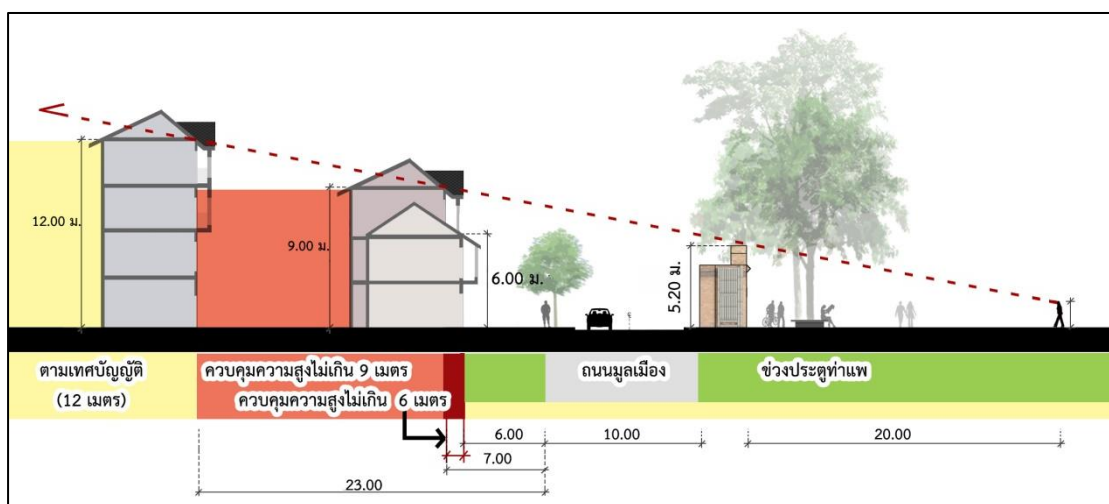 12.00 ม.
9.00 ม.
6.00 ม.
5.20 ม.
ตามเทศบัญญัติ
(12 เมตร)
ควบคุมความสูงไม่เกิน 9 เมตร
ควบคุมความสูงไม่เกิน 6 เมตร
ถนนมูลเมือง
ข่วงประตูท่าแพ
6.00
10.00
20.00
7.00
23.00